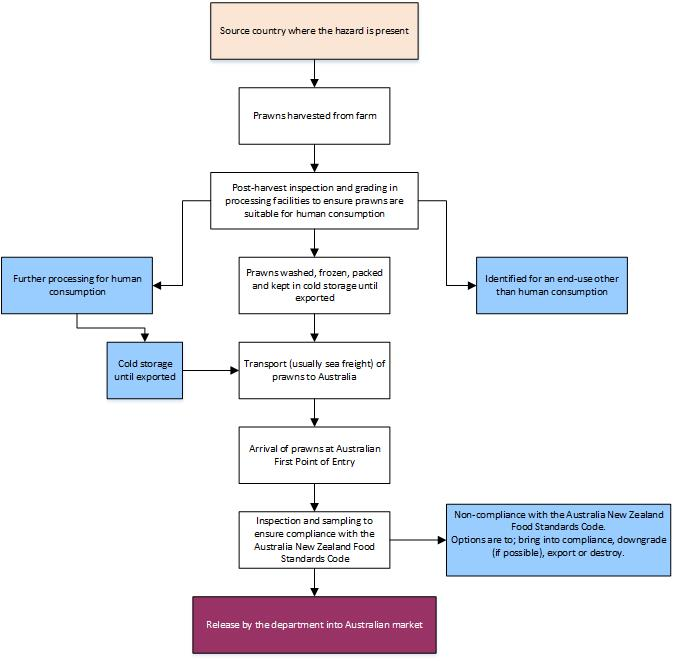 Source country where the hazard is present
Prawns harvested from farm
Post-harvest inspection and grading in
processing facilities to ensure prawns are
suitable for human consumption
Further processing for human
consumption
Prawns washed, frozen, packed
and kept in cold storage until
exported
Identified for an end-use other
than human consumption
Cold storage
until exported
Transport (usually sea freight) of
prawns to Australia
Arrival of prawns at Australian
First Point of Entry
Inspection and sampling to
ensure compliance with the
Australia New Zealand Food
Standards Code
Non-compliance with the Australia New Zealand
Food Standards Code.
Options are to; bring into compliance, downgrade
(if possible), export or destroy.
Release by the department into Australian market